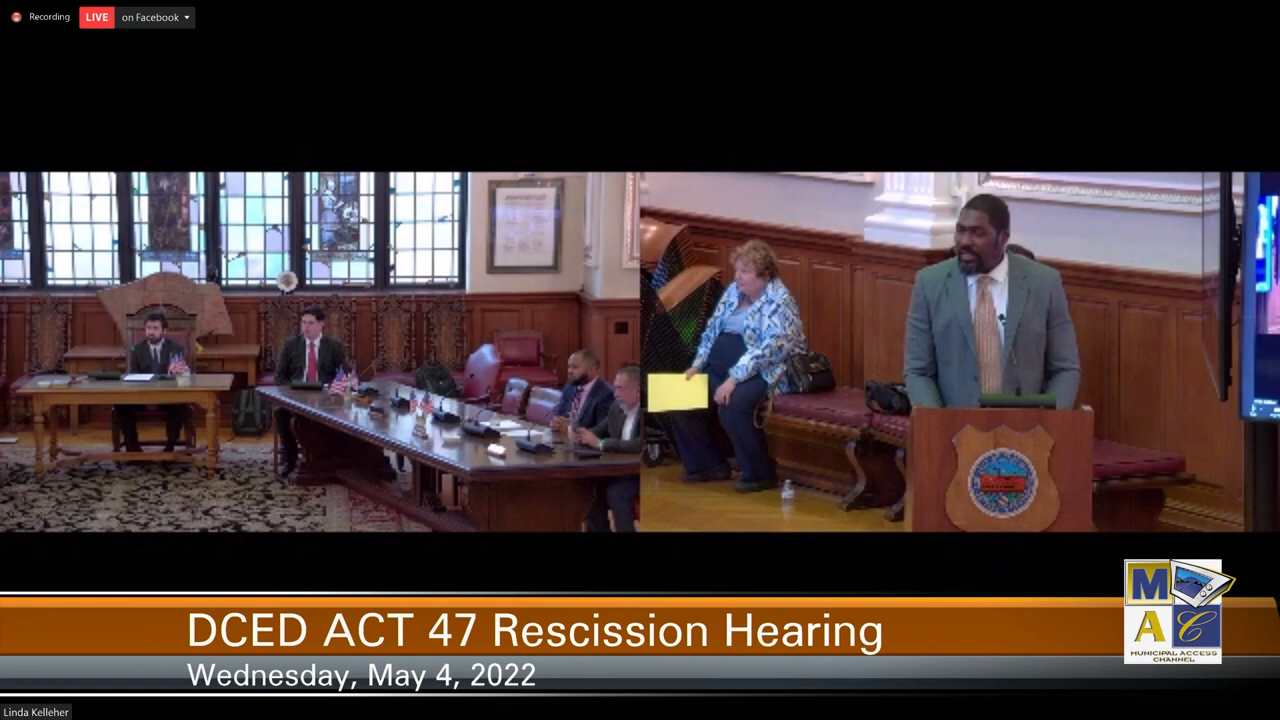 Recording
LIVE
on Facebook
DCED ACT 47 Rescission Hearing
Wednesday, May 4, 2022
M
A
C
MUNICIPAL ACCESS
CHANNEL
Linda Kelleher